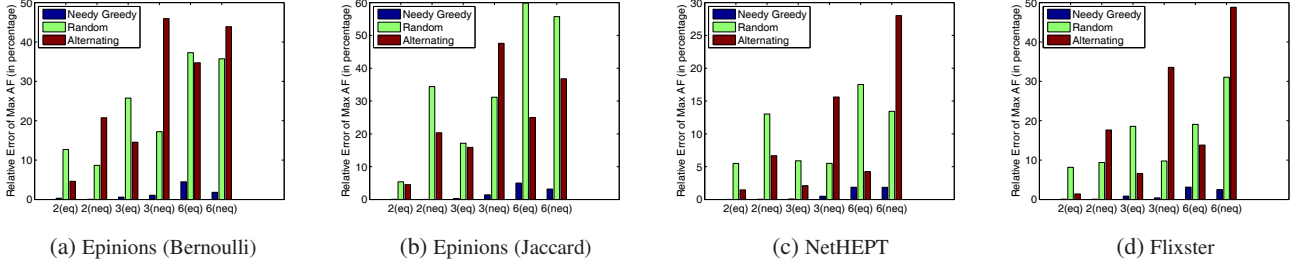 Relative Error of Max AF (in percentage)
50
40
30
20
10
0
Needy Greedy
Random
Alternating
2(eq) 2(neq) 3(eq) 3(neq) 6(eq) 6(neq)
(a) Epinions (Bernoulli)
Relative Error of Max AF (in percentage)
60
50
40
30
20
10
0
Needy Greedy
Random
Alternating
2(eq) 2(neq) 3(eq) 3(neq) 6(eq) 6(neq)
(b) Epinions (Jaccard)
Relative Error of Max AF (in percentage)
30
25
20
15
10
5
0
Needy Greedy
Random
Alternating
2(eq) 2(neq) 3(eq) 3(neq) 6(eq) 6(neq)
(c) NetHEPT
Relative Error of Max AF (in percentage)
50
40
30
20
10
0
Needy Greedy
Random
Alternating
2(eq) 2(neq) 3(eq) 3(neq) 6(eq) 6(neq)
(d) Flixster